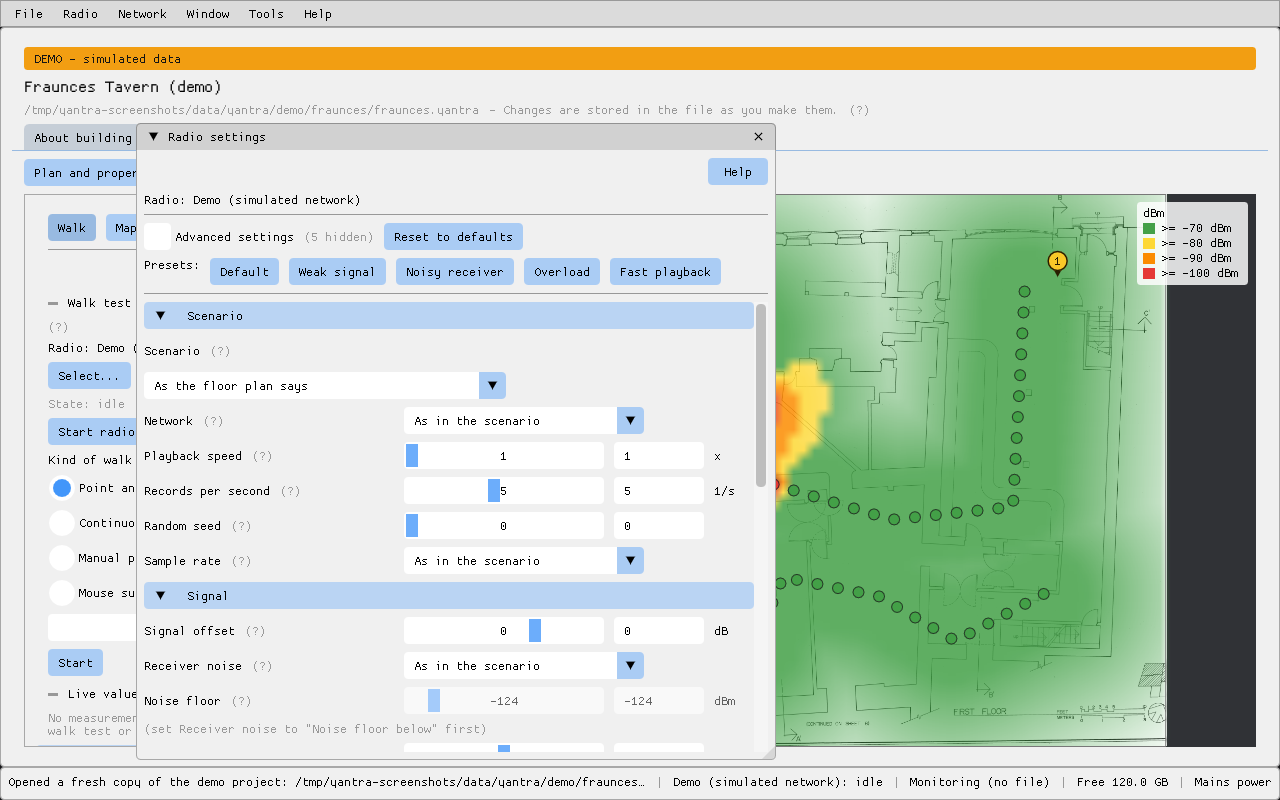 File Radio Network Window Tools Help
DEMO - simulated data
Fraunces Tavern (demo)
/tmp/yantra-screenshots/data/yantra/demo/fraunces/fraunces.yantra - Changes are stored in the file as you make them. (?)
About building
Plan and proper
Walk Map
Walk test
(?)
Radio: Demo (
Select...
State: idle
Start radio
Kind of walk
Point an
Continuo
Manual p
Mouse su
Start
Live value
No measuremen
walk test or
▼ Radio settings ✕
Help
Radio: Demo (simulated network)
Advanced settings (5 hidden) Reset to defaults
Presets: Default Weak signal Noisy receiver Overload Fast playback
▼ Scenario
Scenario (?)
As the floor plan says ▼
Network (?) As in the scenario ▼
Playback speed (?) 1 1 x
Records per second (?) 5 5 1/s
Random seed (?) 0 0
Sample rate (?) As in the scenario ▼
▼ Signal
Signal offset (?) 0 0 dB
Receiver noise (?) As in the scenario ▼
Noise floor (?) -124 -124 dBm
(set Receiver noise to "Noise floor below" first)
dBm
>= -70 dBm
>= -80 dBm
>= -90 dBm
>= -100 dBm
1
FIRST FLOOR
Opened a fresh copy of the demo project: /tmp/yantra-screenshots/data/yantra/demo/fraunces… | Demo (simulated network): idle | Monitoring (no file) | Free 120.0 GB | Mains power